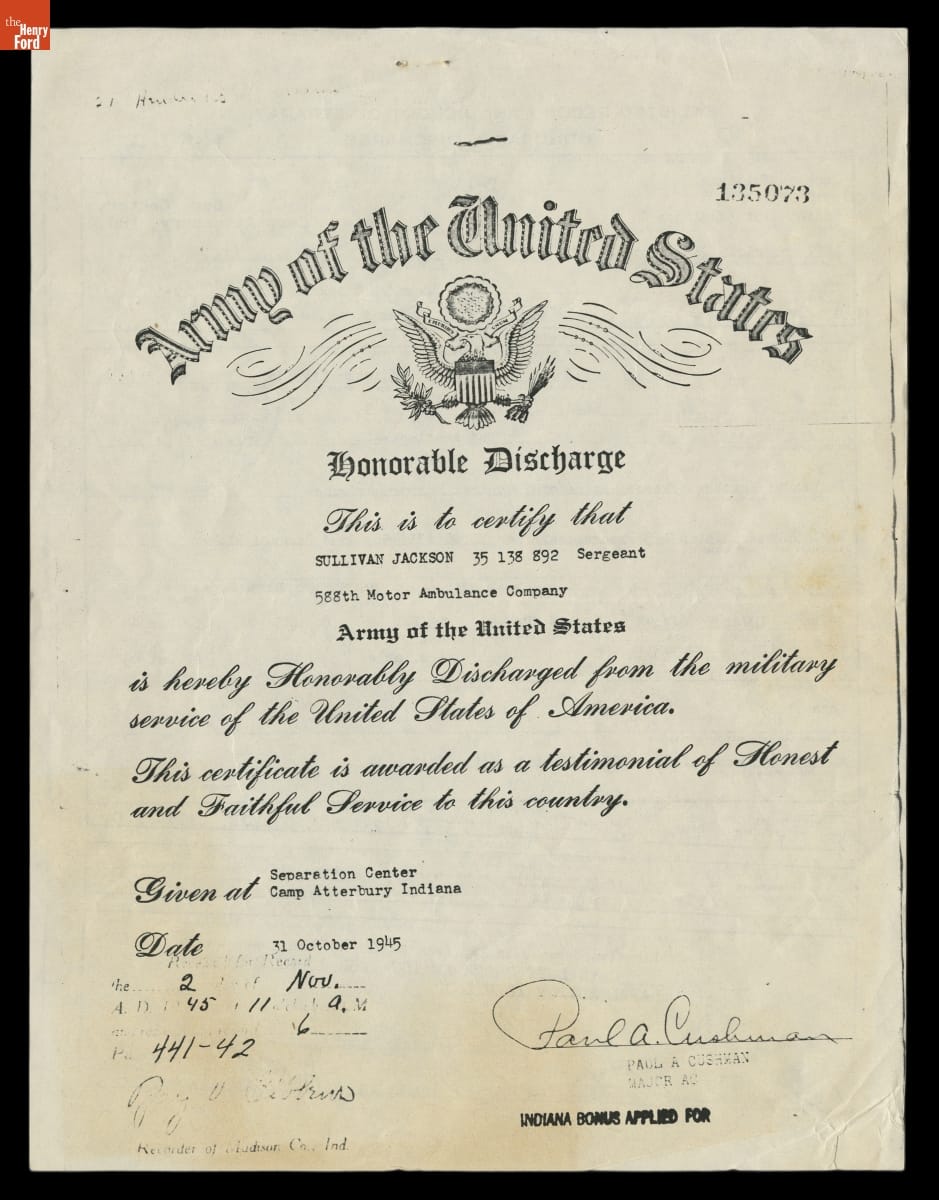 the
Henry
Ford
135073
Army of the United States
Honorable Discharge
This is to certify that
SULLIVAN JACKSON 35 138 892 Sergeant
588th Motor Ambulance Company
Army of the United States
is hereby Honorably Discharged from the military
service of the United States of America.
This certificate is awarded as a testimonial of Honest
and Faithful Service to this country.
Given at Separation Center
Camp Atterbury Indiana
Date 31 October 1945
for Record
the 2 of Nov.
A. D. 1945 11 A. M
6
441-42
Paul A. Cushman
PAUL A CUSHMAN
MAJOR AC
INDIANA BONUS APPLIED FOR
Recorder of Madison Co., Ind.